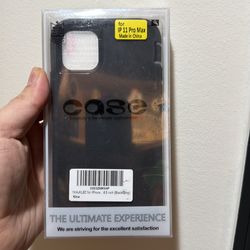 for
IP 11 Pro Max
Made in China
case
New
THE ULTIMATE EXPERIENCE
We are striving for the excellent satisfaction